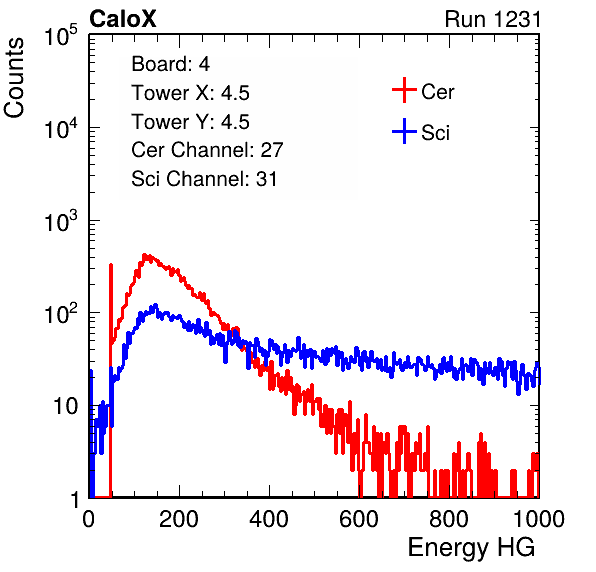 CaloX Run 1231
Counts
Board: 4
Tower X: 4.5
Tower Y: 4.5
Cer Channel: 27
Sci Channel: 31
Cer
Sci
10^5
10^4
10^3
10^2
10
1
0 200 400 600 800 1000
Energy HG